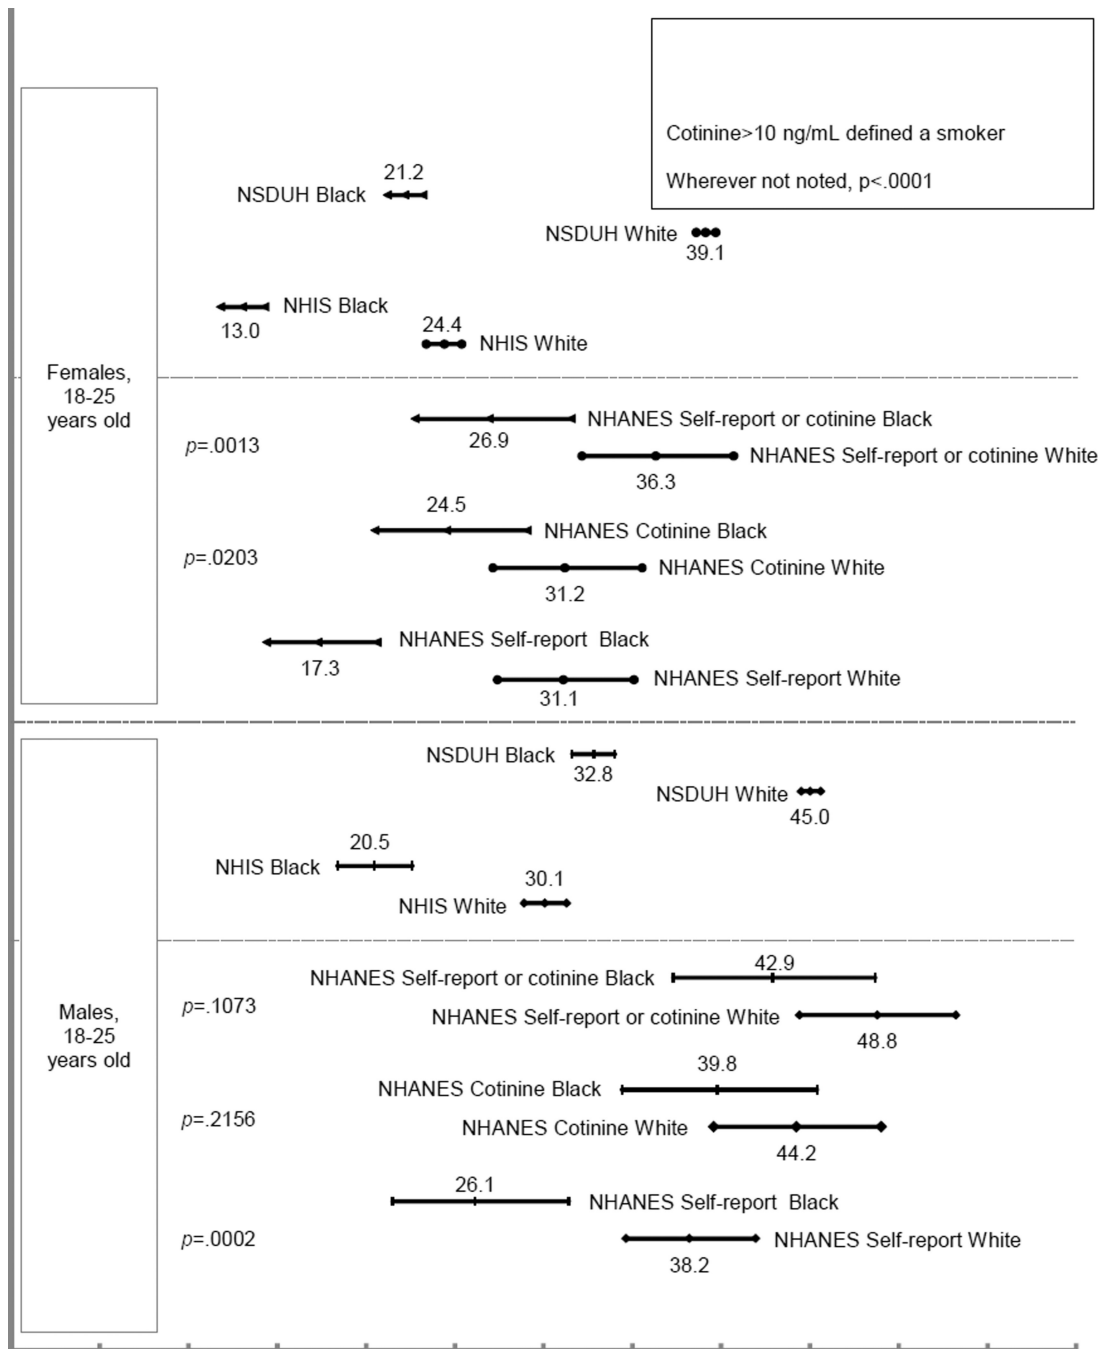 Cotinine>10 ng/mL defined a smoker
Wherever not noted, p<.0001
21.2
NSDUH Black
NSDUH White
39.1
NHIS Black
13.0
24.4
NHIS White
Females,
18-25
years old
NHANES Self-report or cotinine Black
p=.0013
26.9
NHANES Self-report or cotinine White
36.3
24.5
NHANES Cotinine Black
p=.0203
NHANES Cotinine White
31.2
NHANES Self-report  Black
17.3
NHANES Self-report White
31.1
NSDUH Black
32.8
NSDUH White
45.0
20.5
NHIS Black
30.1
NHIS White
Males,
18-25
years old
42.9
NHANES Self-report or cotinine Black
p=.1073
NHANES Self-report or cotinine White
48.8
39.8
NHANES Cotinine Black
p=.2156
NHANES Cotinine White
44.2
26.1
NHANES Self-report  Black
p=.0002
NHANES Self-report White
38.2